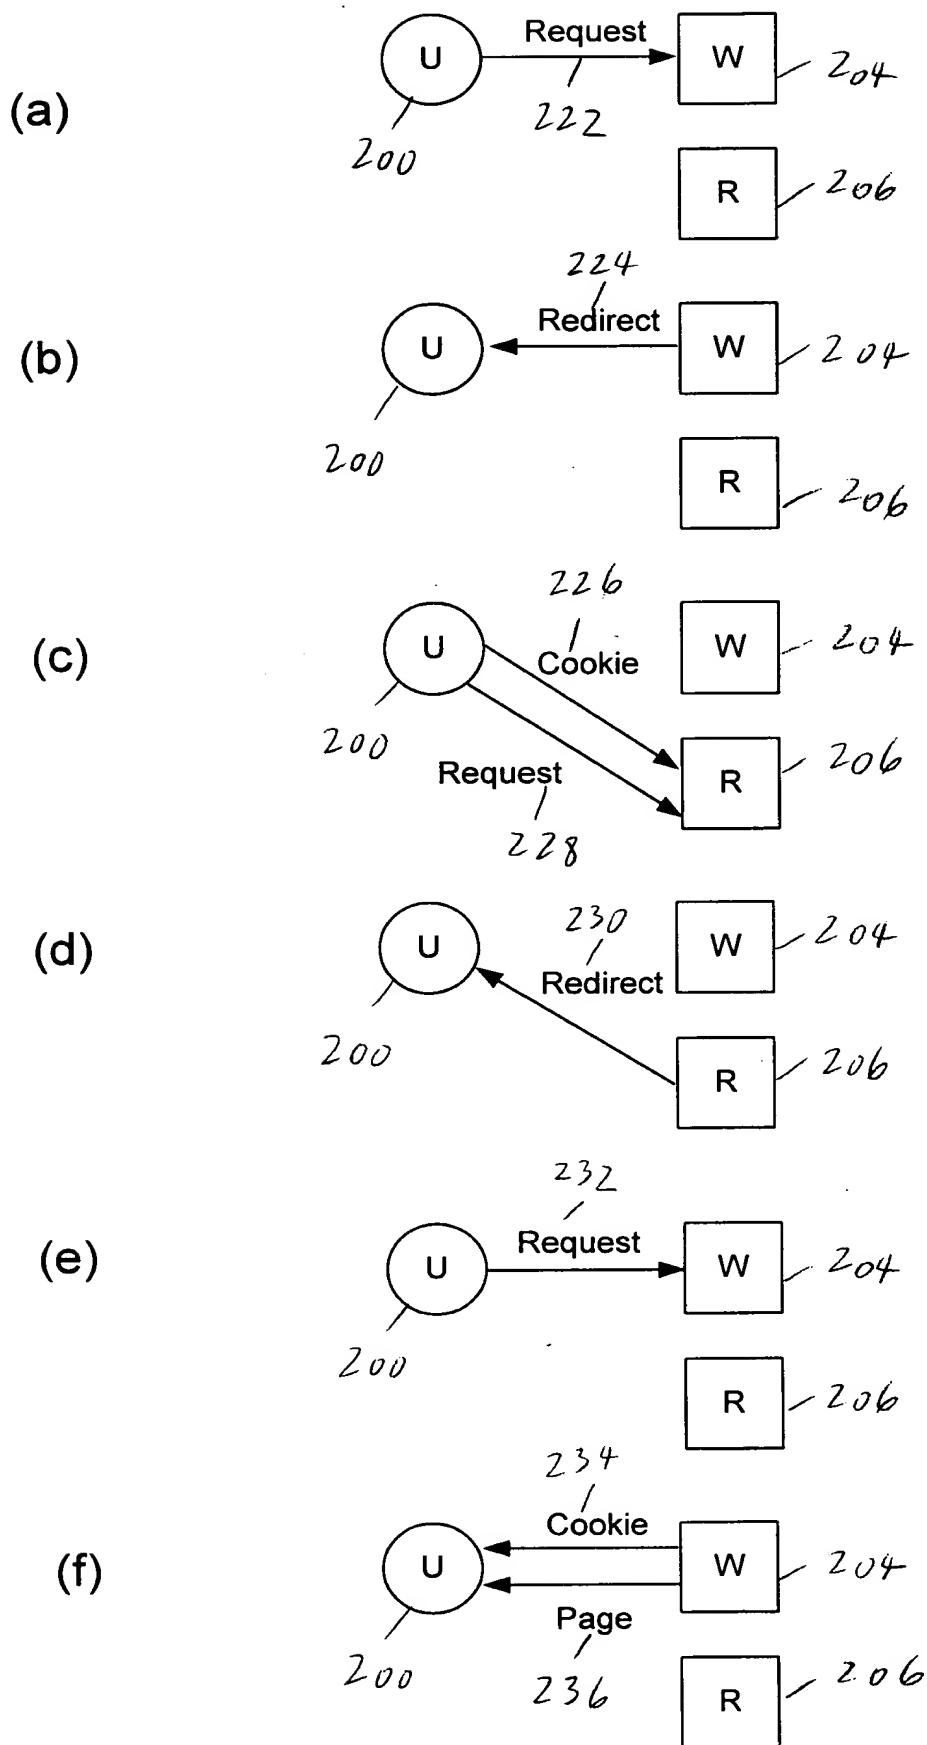 Request
U W 204
(a)
222
200
R 206
224
Redirect
(b) U W 204
200
R 206
226
(c) U W 204
Cookie
200
Request R 206
228
230
(d) U W 204
Redirect
200
R 206
232
Request
(e) U W 204
200
R 206
234
Cookie
(f) U W 204
Page
200 236 R 206